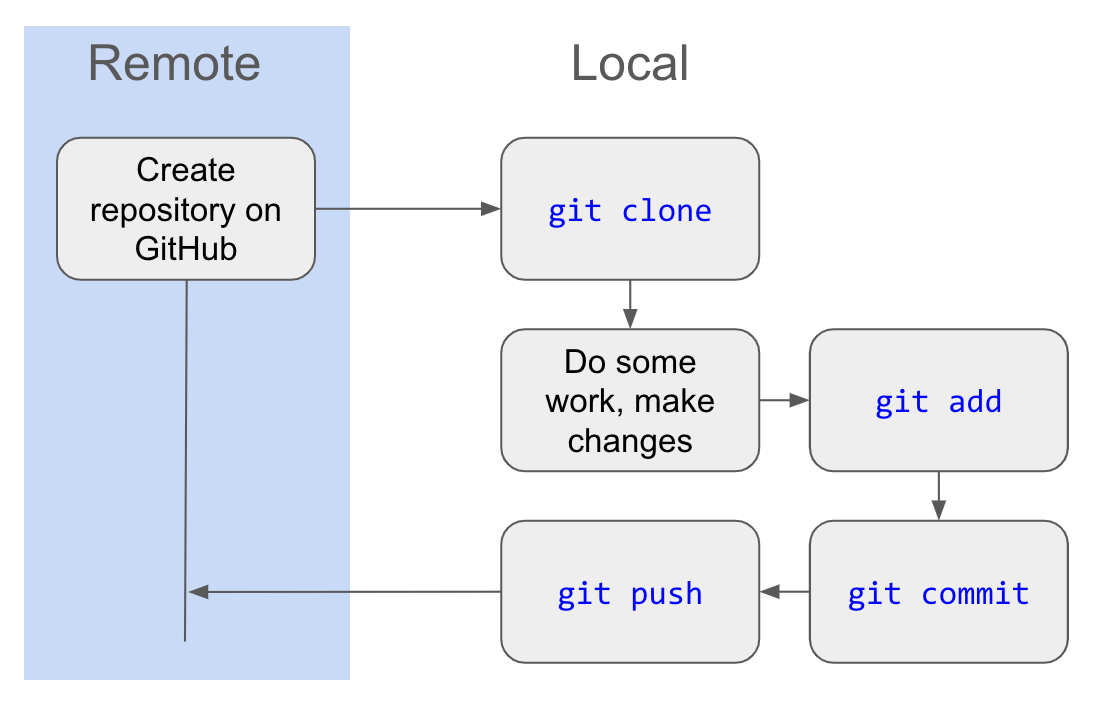 Remote
Local
Create
repository on
GitHub
git clone
Do some
work, make
changes
git add
git push
git commit